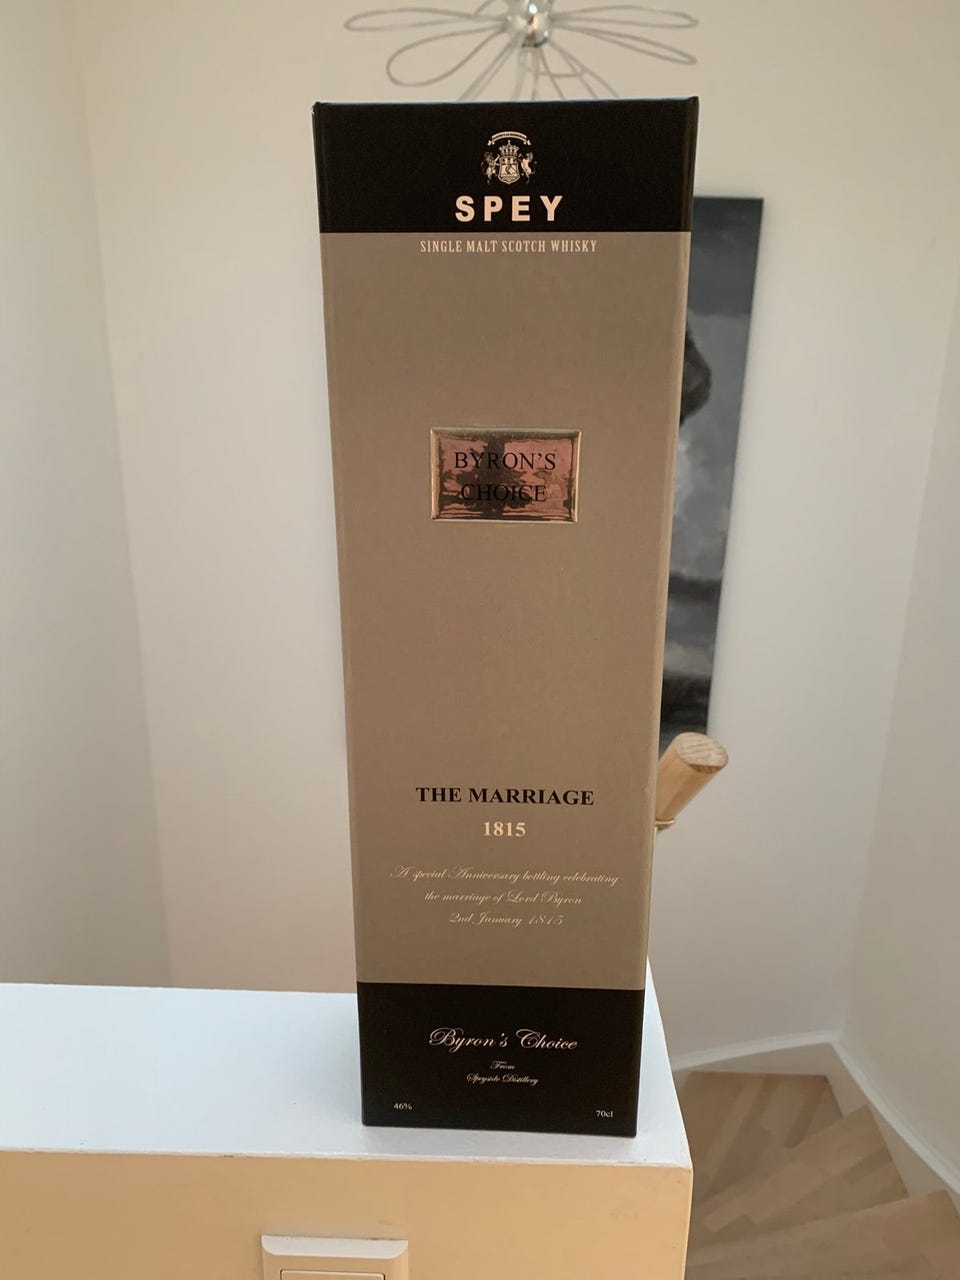 SPEY
SINGLE MALT SCOTCH WHISKY
BYRON'S
CHOICE
THE MARRIAGE
1815
A special Anniversary bottling celebrating
the marriage of Lord Byron
2nd January 1815
Byron's Choice
From
Speyside Distillery
46%
70cl